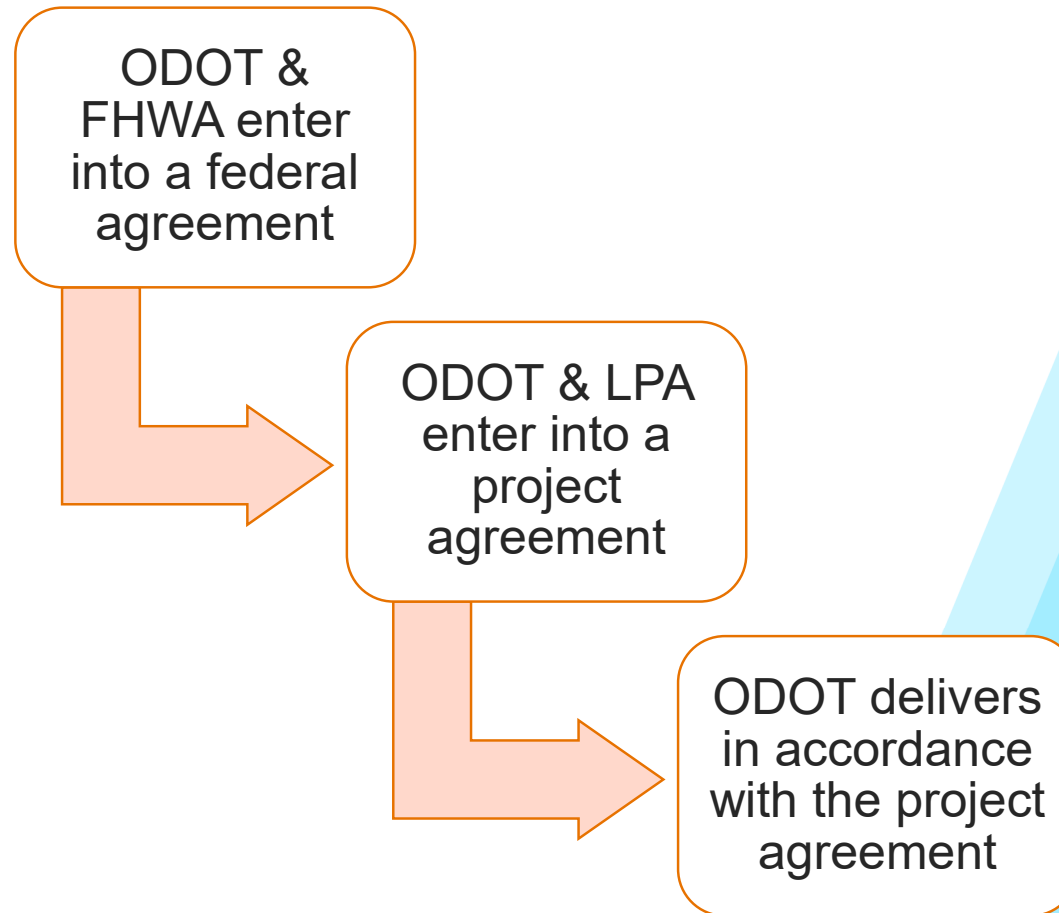 ODOT &
FHWA enter
into a federal
agreement
ODOT & LPA
enter into a
project
agreement
ODOT delivers
in accordance
with the project
agreement